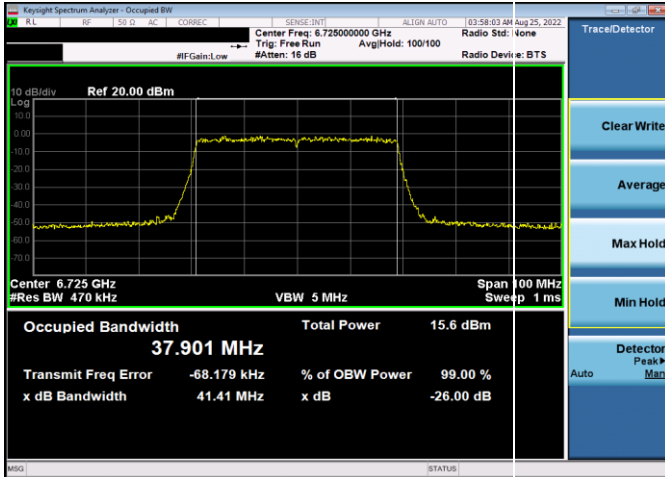 Keysight Spectrum Analyzer - Occupied BW
RL RF 50 Ω AC CORREC SENSE:INT ALIGN AUTO 03:58:03 AM Aug 25, 2022
Center Freq: 6.725000000 GHz Radio Std: None
Trig: Free Run Avg|Hold: 100/100
#IFGain:Low #Atten: 16 dB Radio Device: BTS
10 dB/div Ref 20.00 dBm
Log
10.0
0.00
-10.0
-20.0
-30.0
-40.0
-50.0
-60.0
-70.0
Center 6.725 GHz Span 100 MHz
#Res BW 470 kHz VBW 5 MHz Sweep 1 ms
Occupied Bandwidth Total Power 15.6 dBm
37.901 MHz
Transmit Freq Error -68.179 kHz % of OBW Power 99.00 %
x dB Bandwidth 41.41 MHz x dB -26.00 dB
MSG STATUS
Trace/Detector
Clear Write
Average
Max Hold
Min Hold
Detector
Peak▶
Auto Man